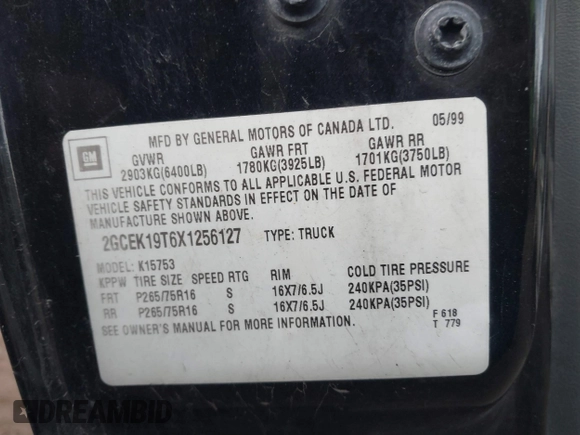 MFD BY GENERAL MOTORS OF CANADA LTD. 05/99
GM
GVWR GAWR FRT GAWR RR
2903KG(6400LB) 1780KG(3925LB) 1701KG(3750LB)
THIS VEHICLE CONFORMS TO ALL APPLICABLE U.S. FEDERAL MOTOR
VEHICLE SAFETY STANDARDS IN EFFECT ON THE DATE OF
MANUFACTURE SHOWN ABOVE.
2GCEK19T6X1256127 TYPE: TRUCK
MODEL: K15753
KPPW TIRE SIZE SPEED RTG RIM COLD TIRE PRESSURE
FRT P265/75R16 S 16X7/6.5J 240KPA(35PSI)
RR P265/75R16 S 16X7/6.5J 240KPA(35PSI)
SEE OWNER'S MANUAL FOR MORE INFORMATION.
F 618
T 779
DREAMBID